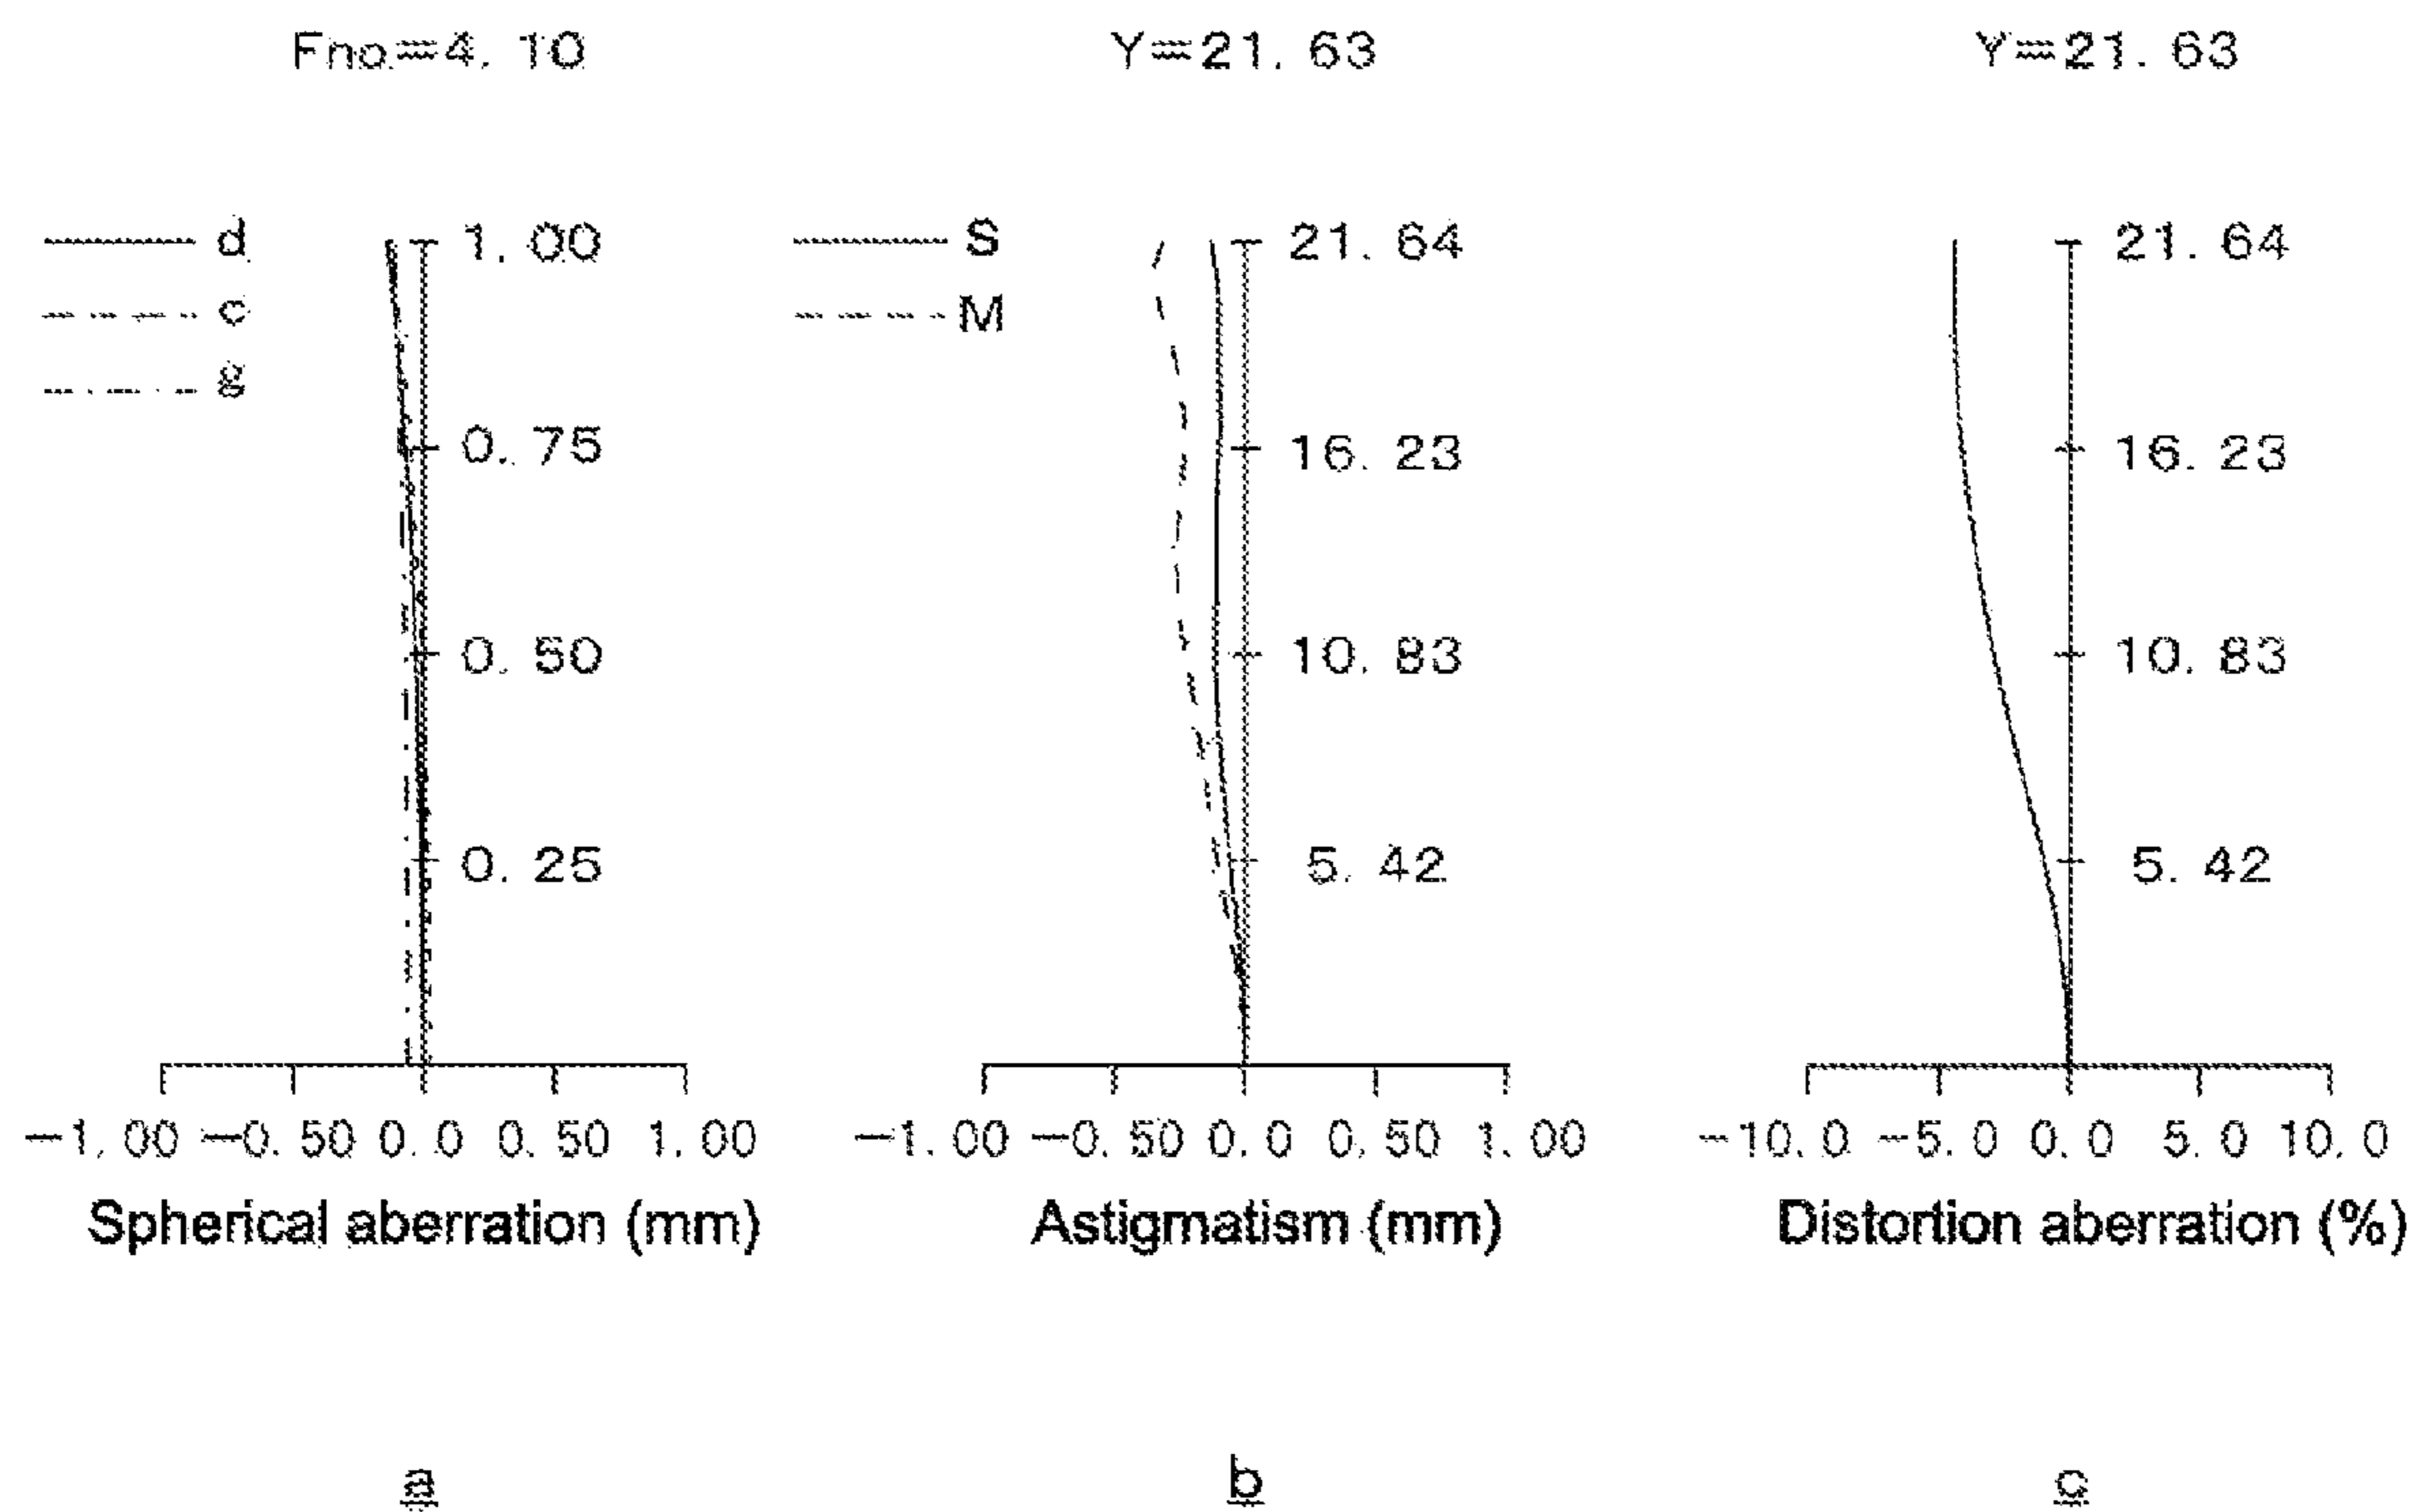 Fno.=4. 10
Y=21. 63
Y=21. 63
d
c
g
1. 00
0. 75
0. 50
0. 25
−1. 00 −0. 50 0. 0 0. 50 1. 00
Spherical aberration (mm)
a
S
M
21. 64
16. 23
10. 83
5. 42
−1. 00 −0. 50 0. 0 0. 50 1. 00
Astigmatism (mm)
b
21. 64
16. 23
10. 83
5. 42
−10. 0 −5. 0 0. 0 5. 0 10. 0
Distortion aberration (%)
c